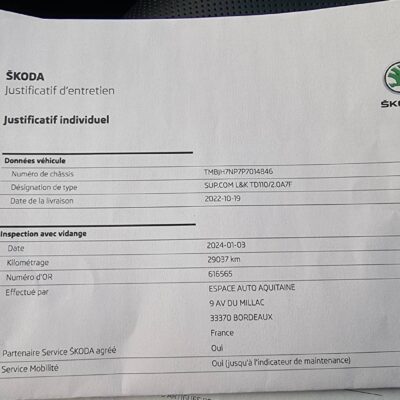 ŠKODA
Justificatif d'entretien
Justificatif individuel
Données véhicule
Numéro de châssis TMBJH7NP7P7014846
Désignation de type SUP.COM L&K TD110/2.0A7F
Date de la livraison 2022-10-19
Inspection avec vidange
Date 2024-01-03
Kilométrage 29037 km
Numéro d'OR 616565
Effectué par ESPACE AUTO AQUITAINE
9 AV DU MILLAC
33370 BORDEAUX
France
Partenaire Service ŠKODA agréé Oui
Service Mobilité Oui (jusqu'à l'indicateur de maintenance)